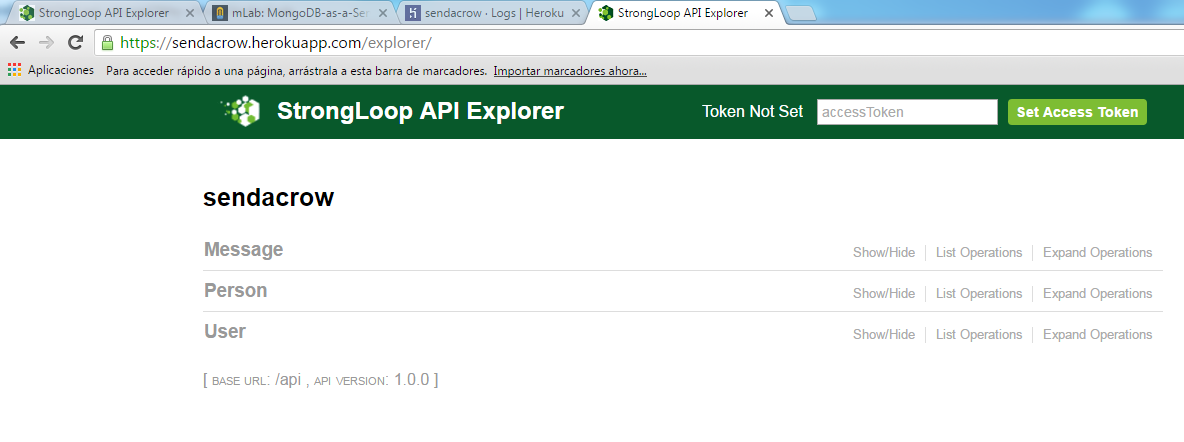 StrongLoop API Explorer
mLab: MongoDB-as-a-Ser
sendacrow · Logs | Heroku
StrongLoop API Explorer
https://sendacrow.herokuapp.com/explorer/
Aplicaciones Para acceder rápido a una página, arrástrala a esta barra de marcadores. Importar marcadores ahora...
StrongLoop API Explorer Token Not Set accessToken Set Access Token
sendacrow
Message Show/Hide List Operations Expand Operations
Person Show/Hide List Operations Expand Operations
User Show/Hide List Operations Expand Operations
[ BASE URL: /api , API VERSION: 1.0.0 ]